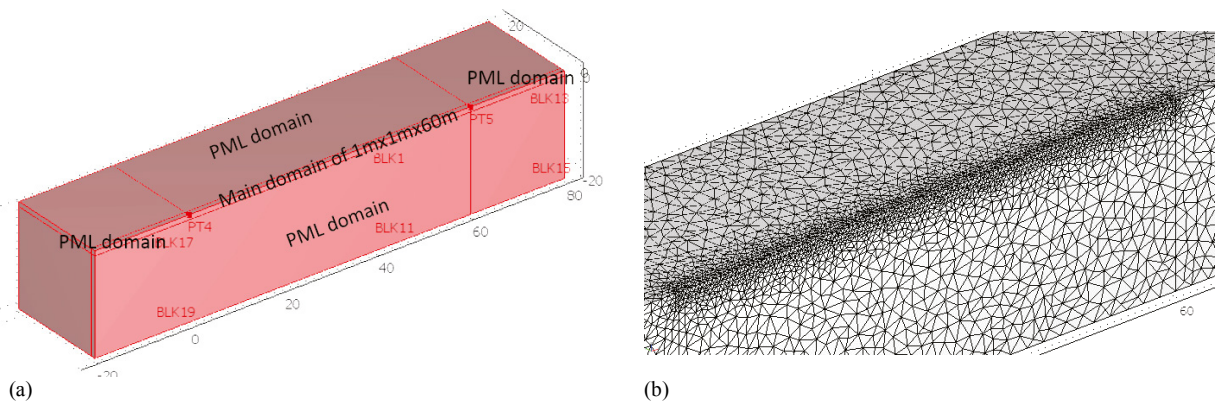 20
0
PML domain
BLK13
PT5
PML domain
Main domain of 1mx1mx60m
BLK1
BLK15
-20
80
PML domain
PT4
BLK11
60
PML domain
BLK17
40
20
BLK19
0
-20
60
(a)
(b)